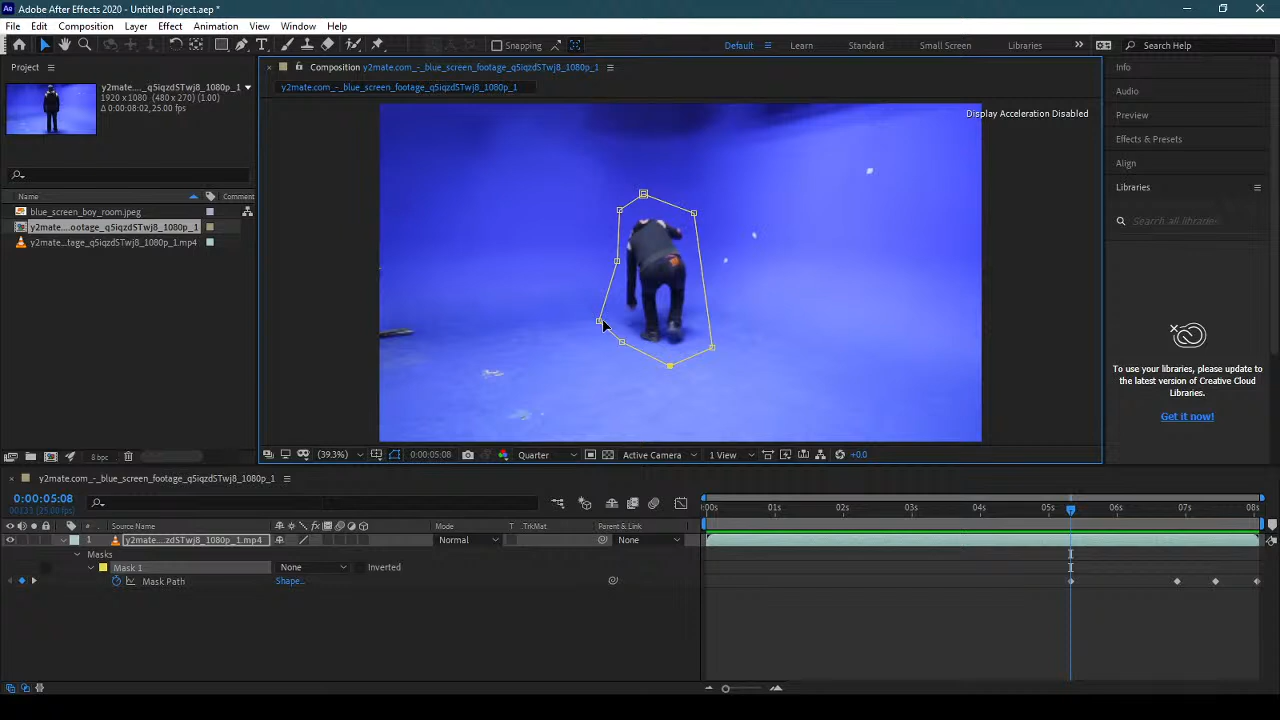 Adobe After Effects 2020 - Untitled Project.aep *
File Edit Composition Layer Effect Animation View Window Help
Snapping Default Learn Standard Small Screen Libraries Search Help
Project
y2mate.com_..._q5iqzdSTwj8_1080p_1
1920 x 1080 (480 x 270) (1.00)
Δ 0:00:08:02, 25.00 fps
Name Comment
blue_screen_boy_room.jpeg
y2mate....ootage_q5iqzdSTwj8_1080p_1
y2mate....tage_q5iqzdSTwj8_1080p_1.mp4
8 bpc
Composition y2mate.com_-_blue_screen_footage_q5iqzdSTwj8_1080p_1
y2mate.com_-_blue_screen_footage_q5iqzdSTwj8_1080p_1
Display Acceleration Disabled
(39.3%) 0:00:05:08 Quarter Active Camera 1 View +0.0
Info
Audio
Preview
Effects & Presets
Align
Libraries
Search all libraries
To use your libraries, please update to
the latest version of Creative Cloud
Libraries.
Get it now!
y2mate.com_-_blue_screen_footage_q5iqzdSTwj8_1080p_1
0:00:05:08
00133 (25.00 fps)
# Source Name Mode T .TrkMat Parent & Link
1 y2mate....zdSTwj8_1080p_1.mp4 Normal None
Masks
Mask 1 None Inverted
Mask Path Shape...
:00s 01s 02s 03s 04s 05s 06s 07s 08s